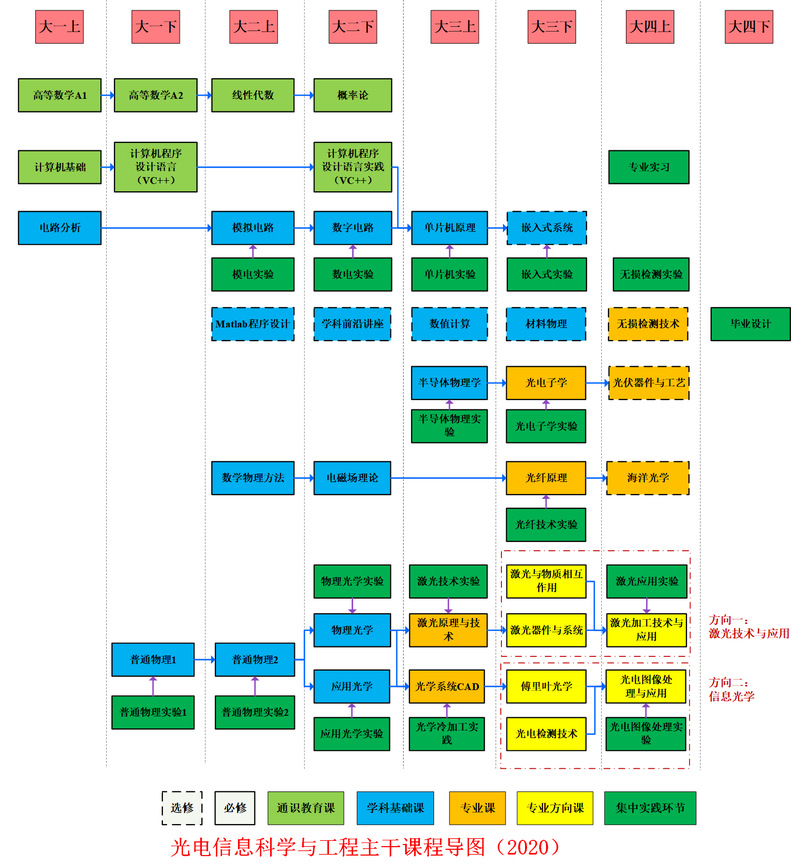 大一上
大一下
大二上
大二下
大三上
大三下
大四上
大四下
高等数学A1
高等数学A2
线性代数
概率论
计算机基础
计算机程序
设计语言
（VC++）
计算机程序
设计语言实践
（VC++）
专业实习
电路分析
模拟电路
数字电路
单片机原理
嵌入式系统
模电实验
数电实验
单片机实验
嵌入式实验
无损检测实验
Matlab程序设计
学科前沿讲座
数值计算
材料物理
无损检测技术
毕业设计
半导体物理学
光电子学
光伏器件与工艺
半导体物理实
验
光电子学实验
数学物理方法
电磁场理论
光纤原理
海洋光学
光纤技术实验
物理光学实验
激光技术实验
激光与物质相互
作用
激光应用实验
物理光学
激光原理与技
术
激光器件与系统
激光加工技术与
应用
方向一：
激光技术与应用
普通物理1
普通物理2
应用光学
光学系统CAD
傅里叶光学
光电图像处
理与应用
方向二：
信息光学
普通物理实验1
普通物理实验2
应用光学实验
光学冷加工实
践
光电检测技术
光电图像处理实
验
选修
必修
通识教育课
学科基础课
专业课
专业方向课
集中实践环节
光电信息科学与工程主干课程导图（2020）